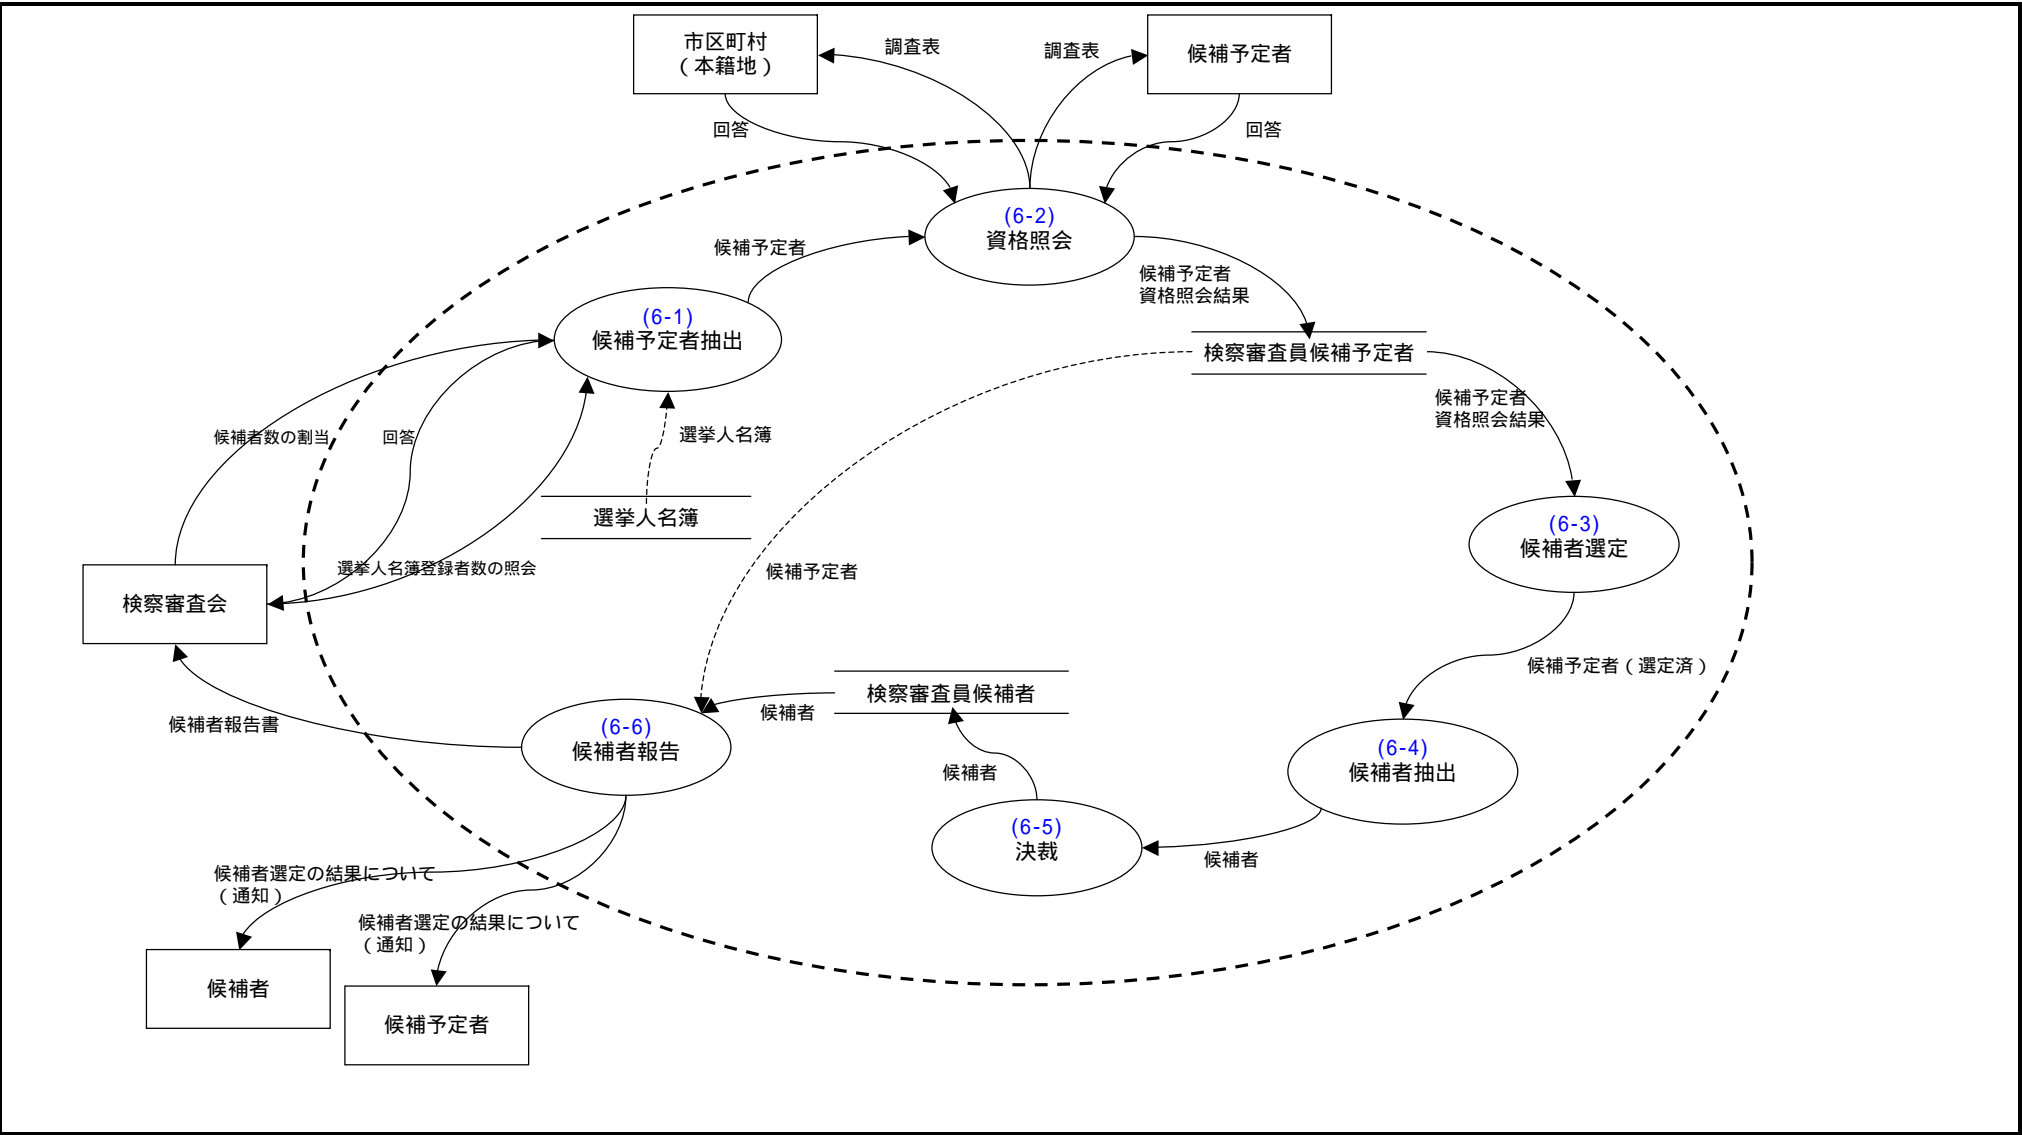 市区町村
（本籍地）
調査表
調査表
候補予定者
回答
回答
(6-2)
資格照会
候補予定者
候補予定者
資格照会結果
(6-1)
候補予定者抽出
検察審査員候補予定者
候補予定者
資格照会結果
候補者数の割当
回答
選挙人名簿
選挙人名簿
(6-3)
候補者選定
選挙人名簿登録者数の照会
候補予定者
検察審査会
候補予定者（選定済）
検察審査員候補者
候補者
候補者報告書
(6-6)
候補者報告
(6-4)
候補者抽出
候補者
(6-5)
決裁
候補者
候補者選定の結果について
（通知）
候補者選定の結果について
（通知）
候補者
候補予定者